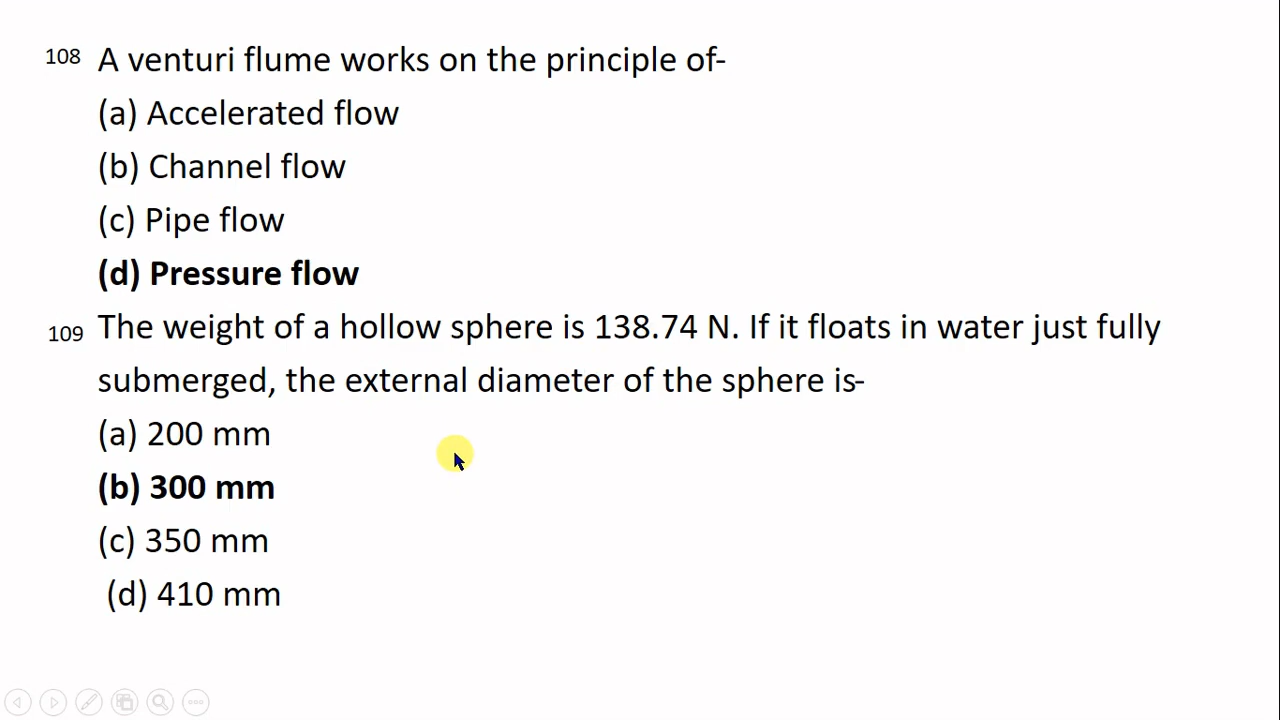 108 A venturi flume works on the principle of-
(a) Accelerated flow
(b) Channel flow
(c) Pipe flow
(d) Pressure flow
109 The weight of a hollow sphere is 138.74 N. If it floats in water just fully
submerged, the external diameter of the sphere is-
(a) 200 mm
(b) 300 mm
(c) 350 mm
(d) 410 mm